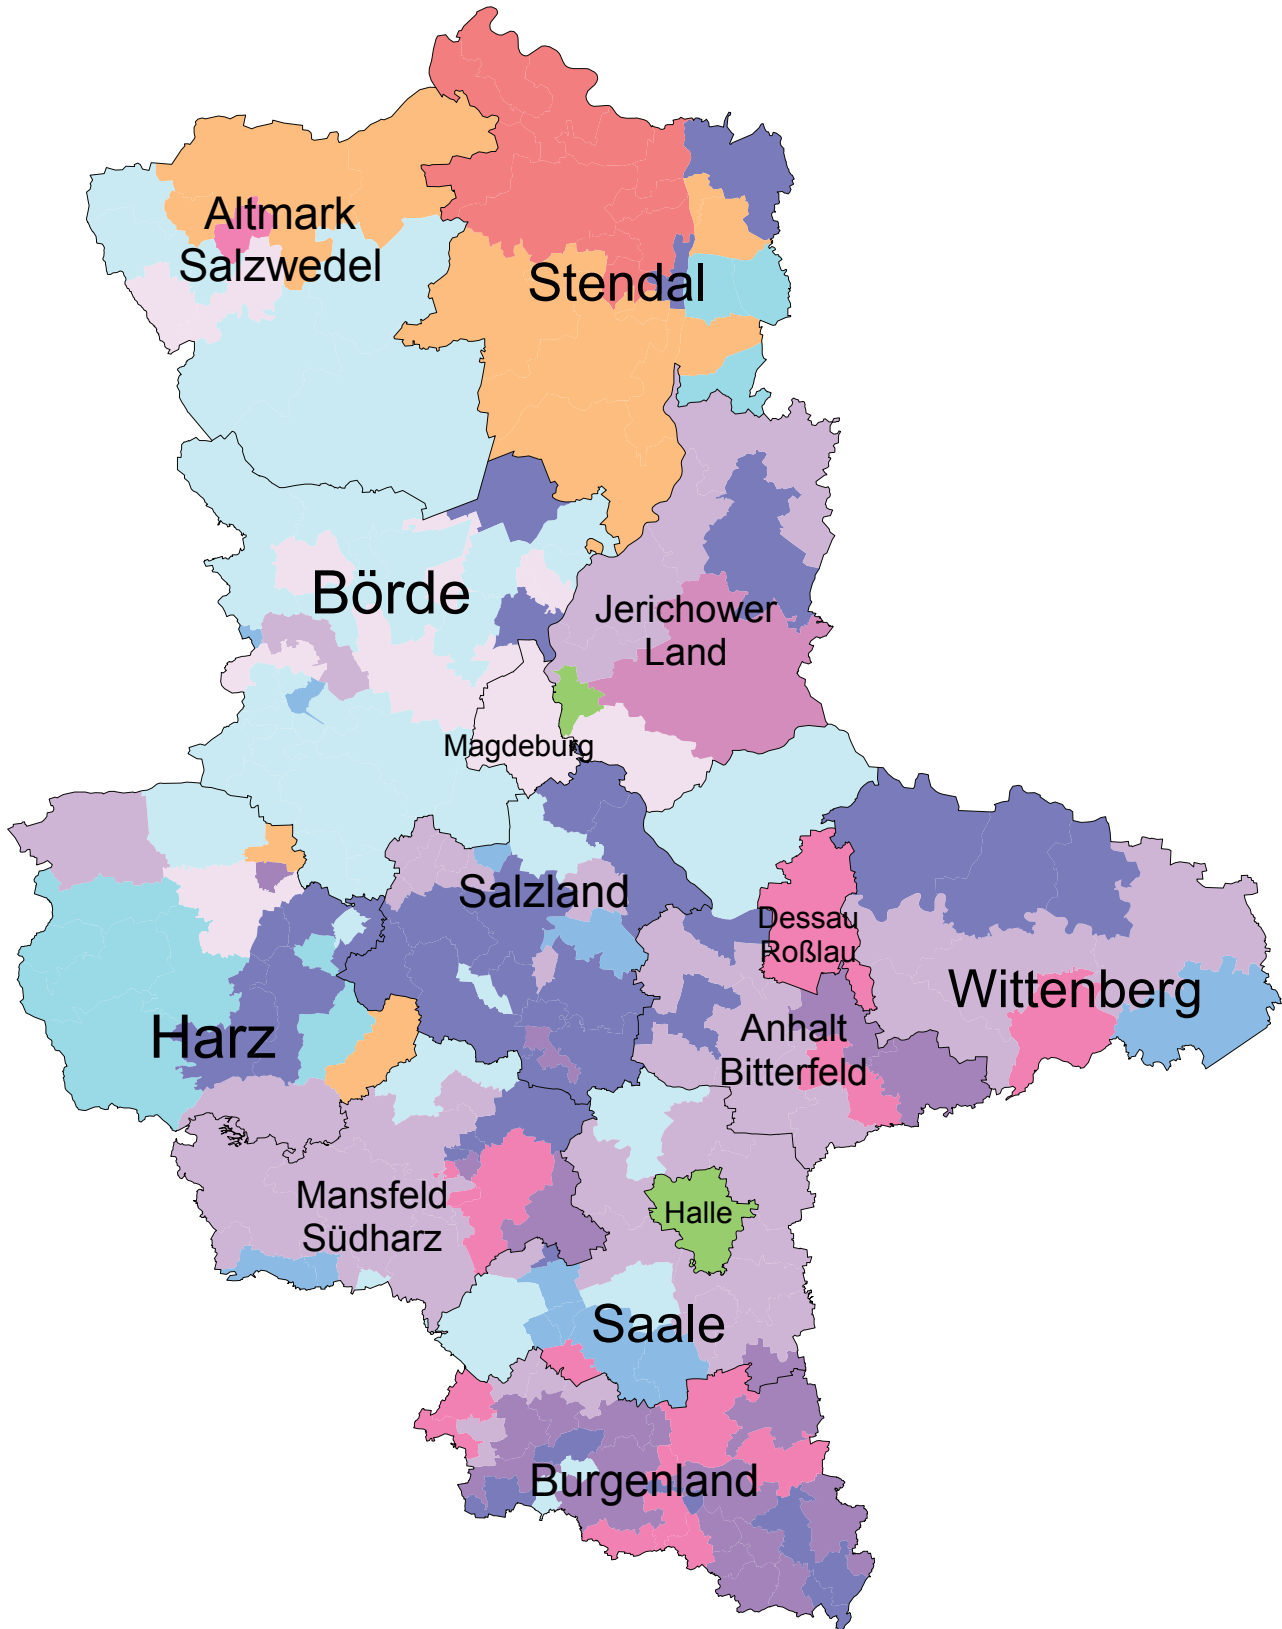 Altmark
Salzwedel
Stendal
Börde
Jerichower
Land
Magdeburg
Salzland
Dessau
Roßlau
Wittenberg
Harz
Anhalt
Bitterfeld
Mansfeld
Südharz
Halle
Saale
Burgenland